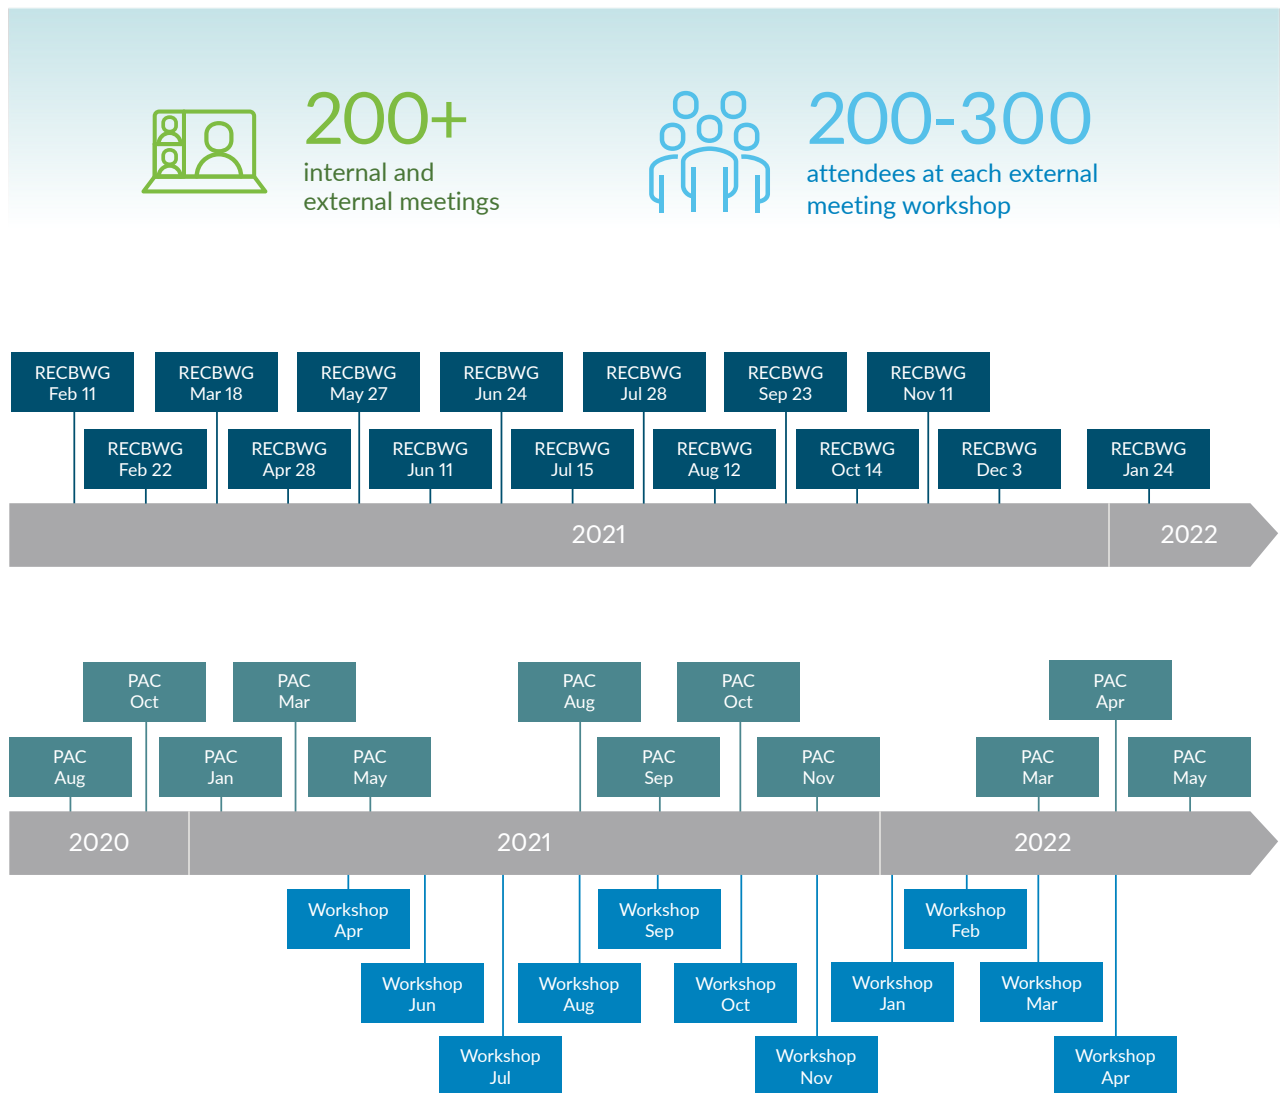 200+
internal and
external meetings
200-300
attendees at each external
meeting workshop
RECBWG
Feb 11
RECBWG
Mar 18
RECBWG
May 27
RECBWG
Jun 24
RECBWG
Jul 28
RECBWG
Sep 23
RECBWG
Nov 11
RECBWG
Feb 22
RECBWG
Apr 28
RECBWG
Jun 11
RECBWG
Jul 15
RECBWG
Aug 12
RECBWG
Oct 14
RECBWG
Dec 3
RECBWG
Jan 24
2021
2022
PAC
Oct
PAC
Mar
PAC
Aug
PAC
Oct
PAC
Apr
PAC
Aug
PAC
Jan
PAC
May
PAC
Sep
PAC
Nov
PAC
Mar
PAC
May
2020
2021
2022
Workshop
Apr
Workshop
Sep
Workshop
Feb
Workshop
Jun
Workshop
Aug
Workshop
Oct
Workshop
Jan
Workshop
Mar
Workshop
Jul
Workshop
Nov
Workshop
Apr